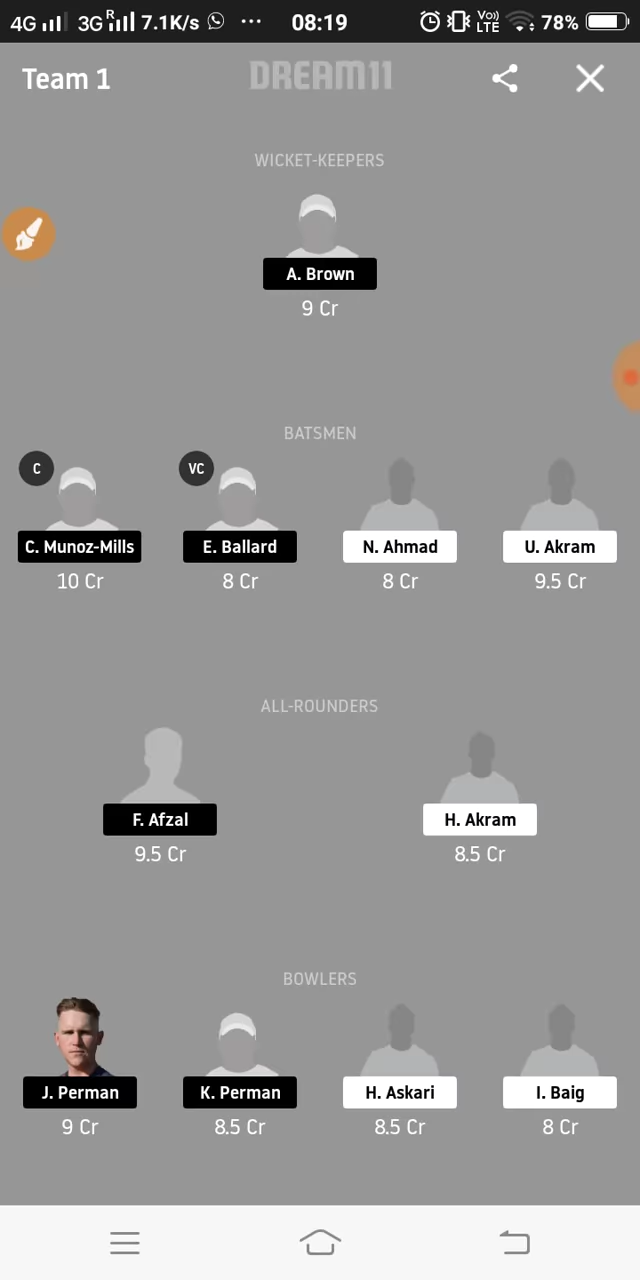 4G 3G R 7.1K/s ... 08:19 Vo) LTE 78%
Team 1 DREAM11
WICKET-KEEPERS
A. Brown
9 Cr
BATSMEN
C VC
C. Munoz-Mills E. Ballard N. Ahmad U. Akram
10 Cr 8 Cr 8 Cr 9.5 Cr
ALL-ROUNDERS
F. Afzal H. Akram
9.5 Cr 8.5 Cr
BOWLERS
J. Perman K. Perman H. Askari I. Baig
9 Cr 8.5 Cr 8.5 Cr 8 Cr